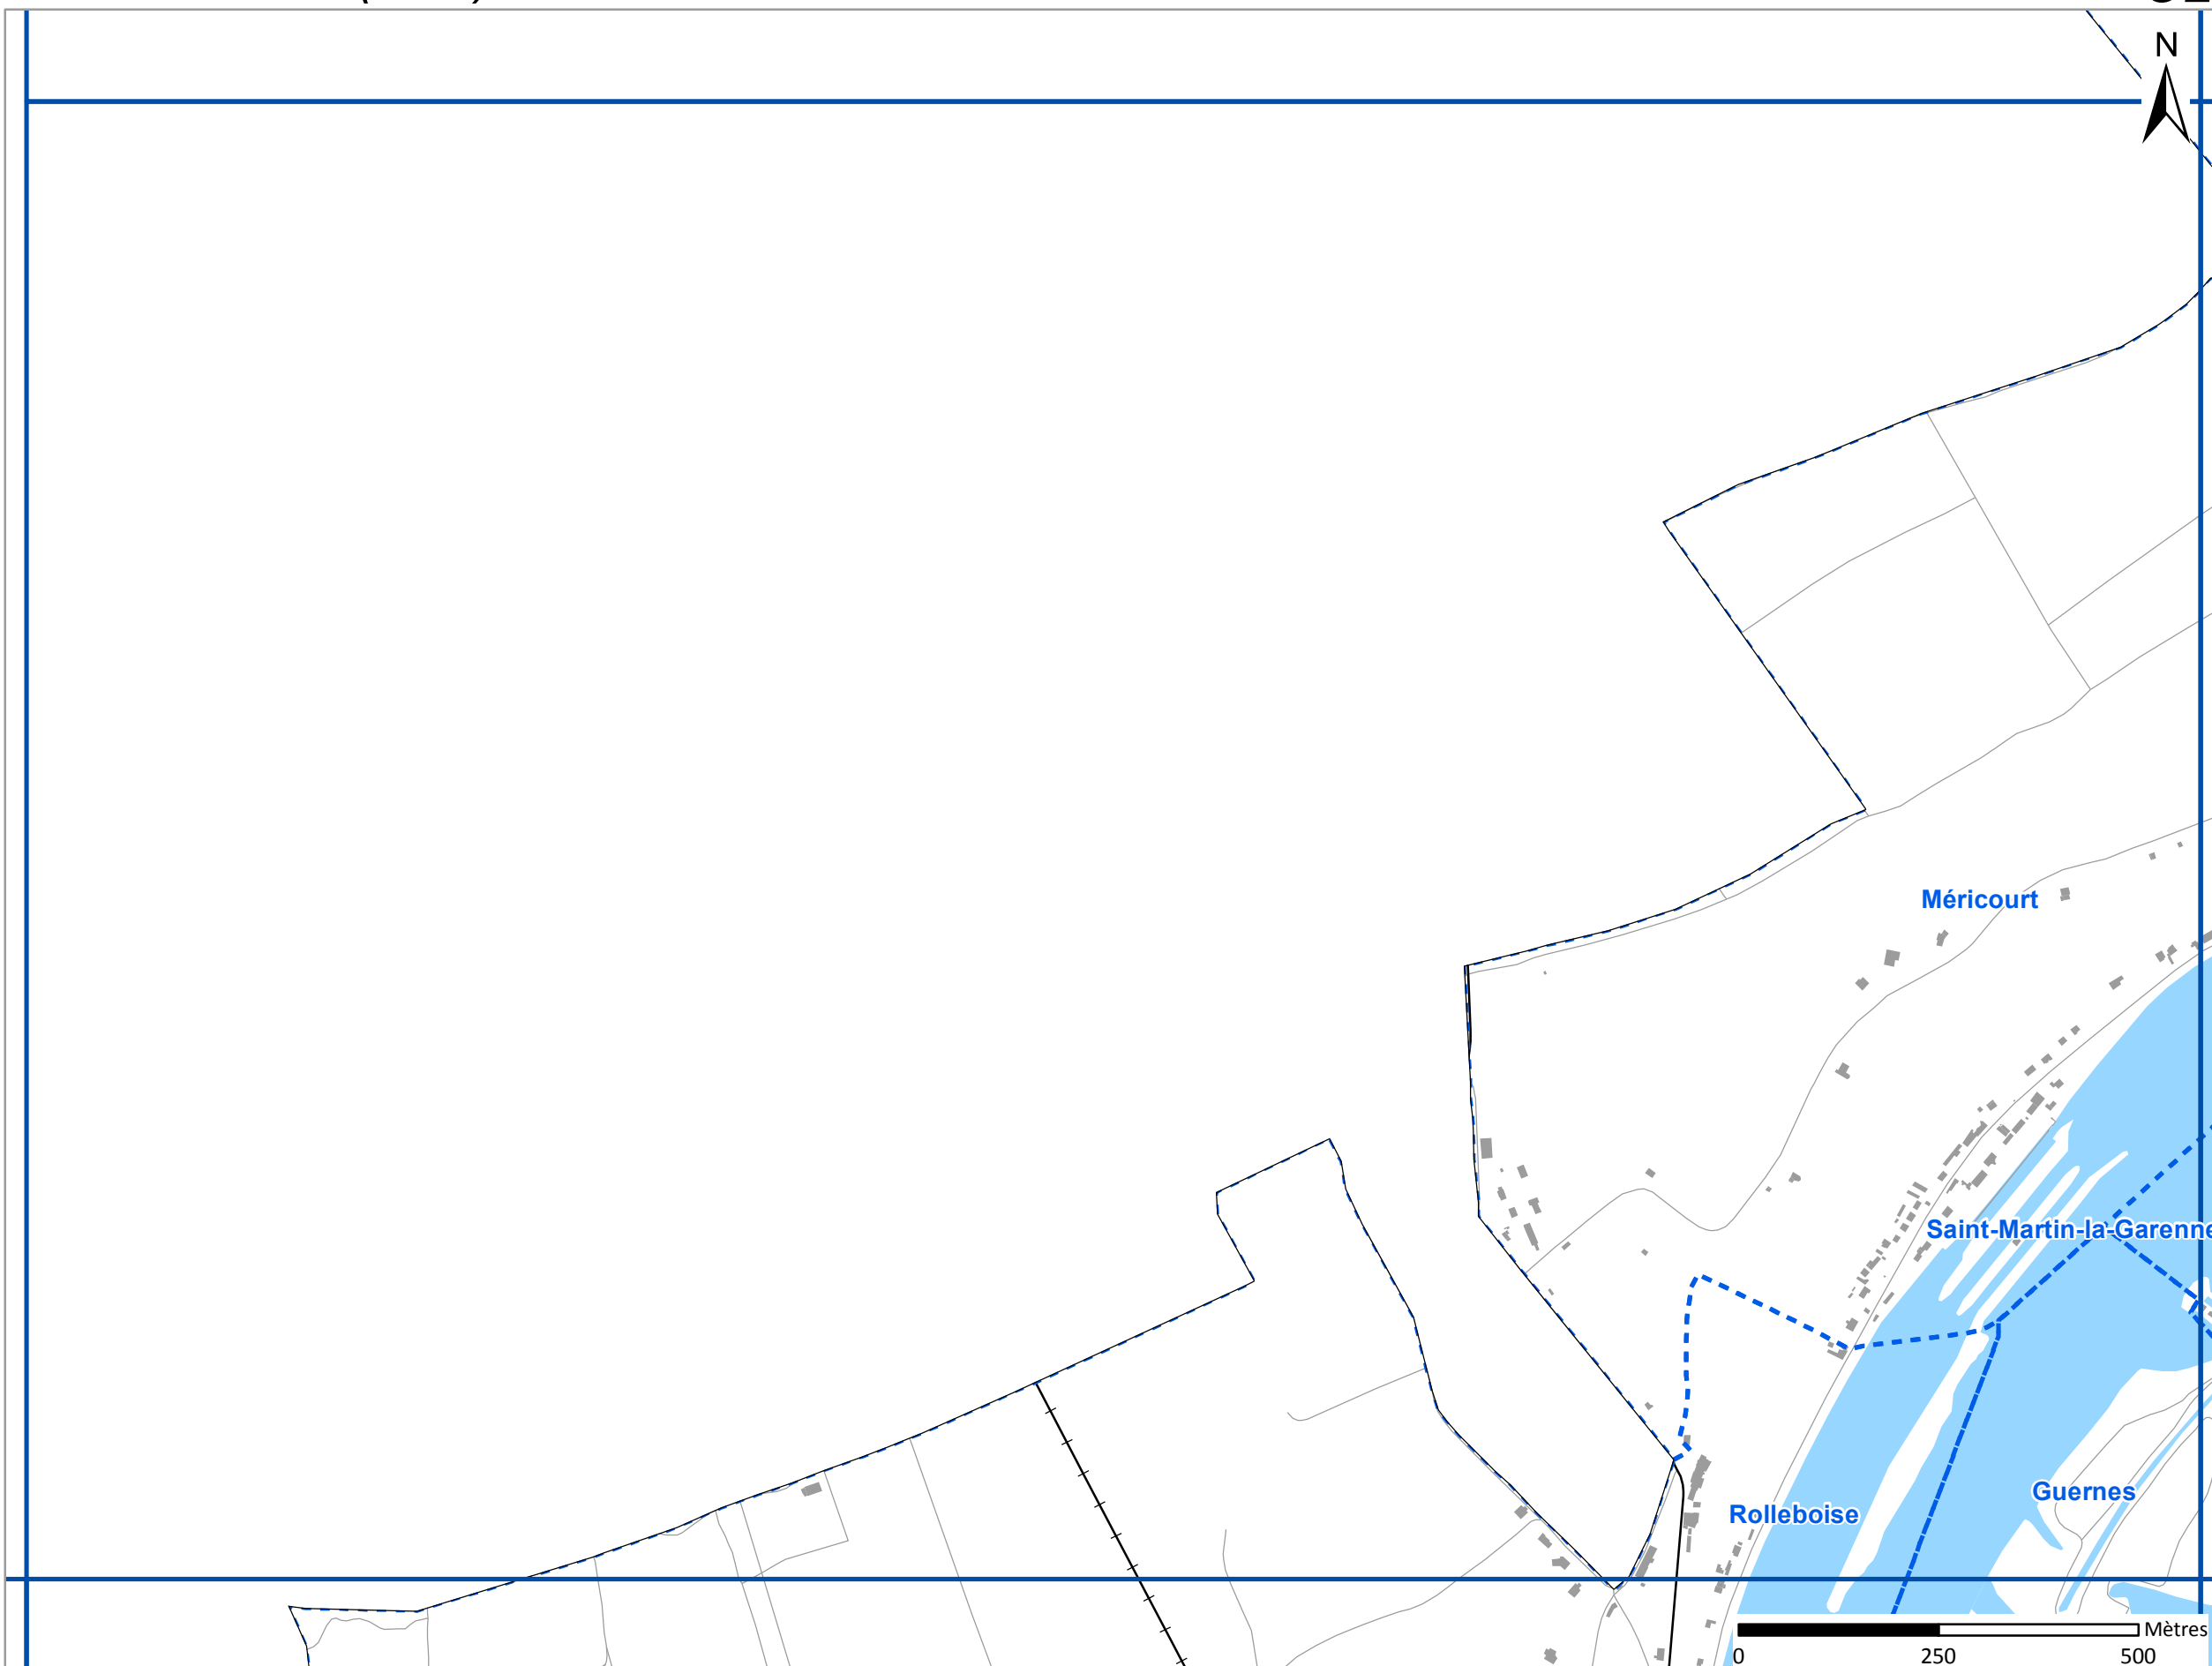 N
Méricourt
Saint-Martin-la-Garenne
Guernes
Rolleboise
Mètres
0 250 500